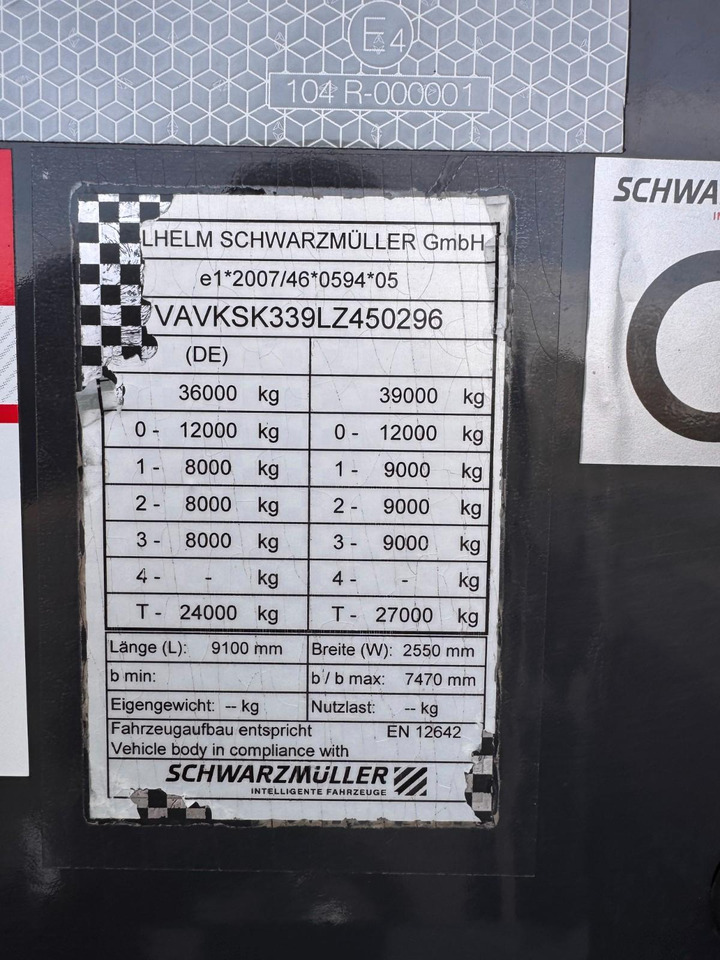 E4
104 R-000001
SCHWA
LHELM SCHWARZMÜLLER GmbH
e1*2007/46*0594*05
VAVKSK339LZ450296
(DE)
36000 kg 39000 kg
0 - 12000 kg 0 - 12000 kg
1 - 8000 kg 1 - 9000 kg
2 - 8000 kg 2 - 9000 kg
3 - 8000 kg 3 - 9000 kg
4 - - kg 4 - - kg
T - 24000 kg T - 27000 kg
Länge (L): 9100 mm Breite (W): 2550 mm
b min: b / b max: 7470 mm
Eigengewicht: -- kg Nutzlast: -- kg
Fahrzeugaufbau entspricht EN 12642
Vehicle body in compliance with
SCHWARZMÜLLER
INTELLIGENTE FAHRZEUGE